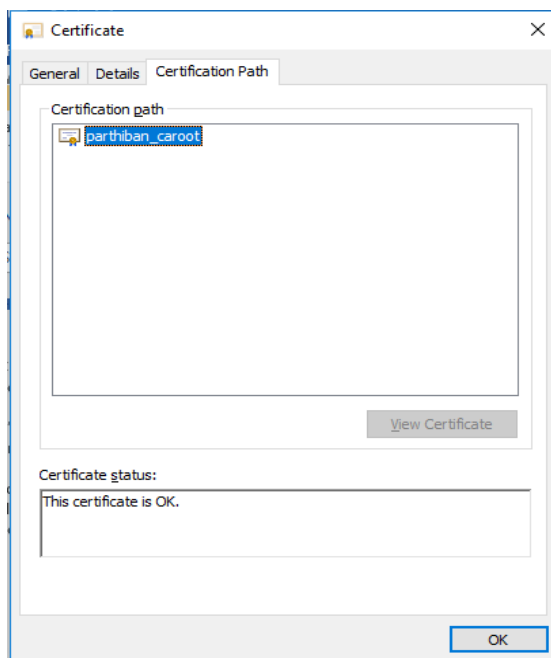 Certificate
General
Details
Certification Path
Certification path
parthiban_caroot
View Certificate
Certificate status:
This certificate is OK.
OK